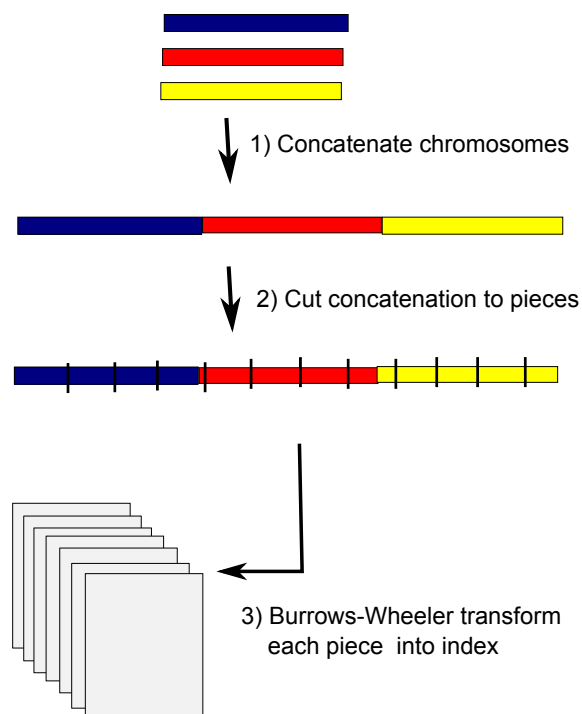 1) Concatenate chromosomes
2) Cut concatenation to pieces
3) Burrows-Wheeler transform
each piece into index